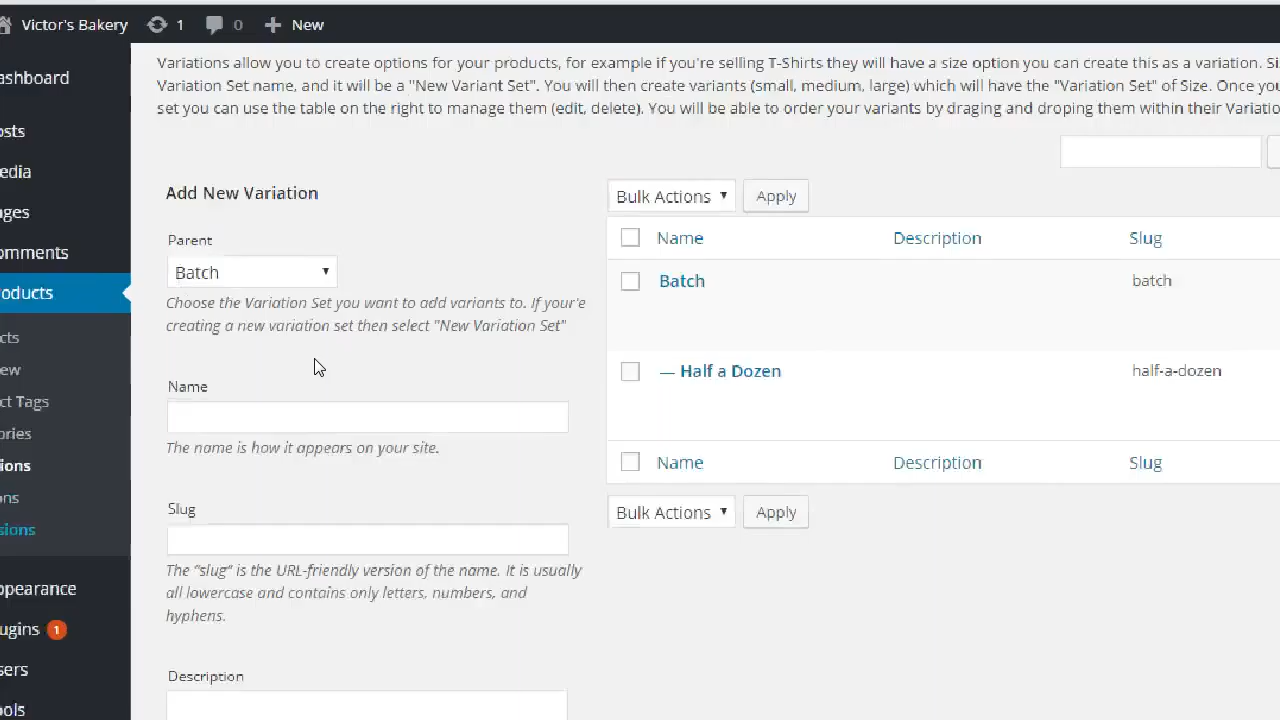 Victor's Bakery 1 0 New
ashboard
osts
edia
ages
omments
roducts
cts
ew
ct Tags
ories
ions
ons
sions
ppearance
ugins 1
sers
ools
Variations allow you to create options for your products, for example if you're selling T-Shirts they will have a size option you can create this as a variation. Si
Variation Set name, and it will be a "New Variant Set". You will then create variants (small, medium, large) which will have the "Variation Set" of Size. Once you
set you can use the table on the right to manage them (edit, delete). You will be able to order your variants by draging and droping them within their Variatio
Add New Variation
Parent
Batch
Choose the Variation Set you want to add variants to. If your'e
creating a new variation set then select "New Variation Set"
Name
The name is how it appears on your site.
Slug
The "slug" is the URL-friendly version of the name. It is usually
all lowercase and contains only letters, numbers, and
hyphens.
Description
Bulk Actions Apply
Name Description Slug
Batch batch
— Half a Dozen half-a-dozen
Name Description Slug
Bulk Actions Apply